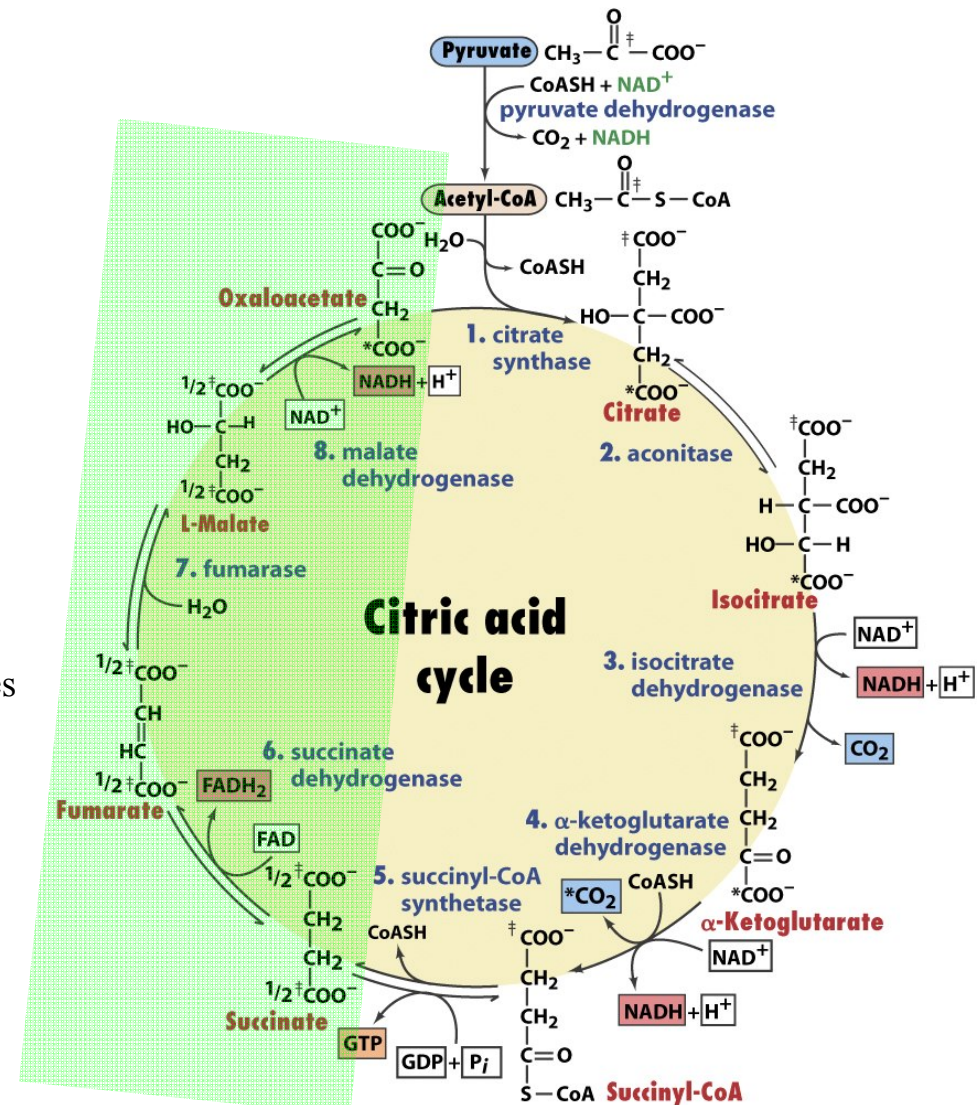 Pyruvate
O
CH₃—C‡—COO⁻
CoASH + NAD⁺
pyruvate dehydrogenase
CO₂ + NADH
Acetyl-CoA
O
CH₃—C‡—S—CoA
H₂O
CoASH
COO⁻
C=O
CH₂
*COO⁻
Oxaloacetate
1. citrate
synthase
‡COO⁻
CH₂
HO—C—COO⁻
CH₂
*COO⁻
Citrate
2. aconitase
‡COO⁻
CH₂
H—C—COO⁻
HO—C—H
*COO⁻
Isocitrate
NAD⁺
NADH + H⁺
3. isocitrate
dehydrogenase
CO₂
‡COO⁻
CH₂
CH₂
C=O
*COO⁻
α-Ketoglutarate
4. α-ketoglutarate
dehydrogenase
CoASH
*CO₂
NAD⁺
NADH + H⁺
‡COO⁻
CH₂
CH₂
C=O
S—CoA
Succinyl-CoA
5. succinyl-CoA
synthetase
CoASH
GTP
GDP + Pi
1/2‡COO⁻
CH₂
CH₂
1/2‡COO⁻
Succinate
6. succinate
dehydrogenase
FAD
FADH₂
1/2‡COO⁻
CH
HC
1/2‡COO⁻
Fumarate
7. fumarase
H₂O
1/2‡COO⁻
HO—C—H
CH₂
1/2‡COO⁻
L-Malate
8. malate
dehydrogenase
NAD⁺
NADH + H⁺
Citric acid
cycle
es